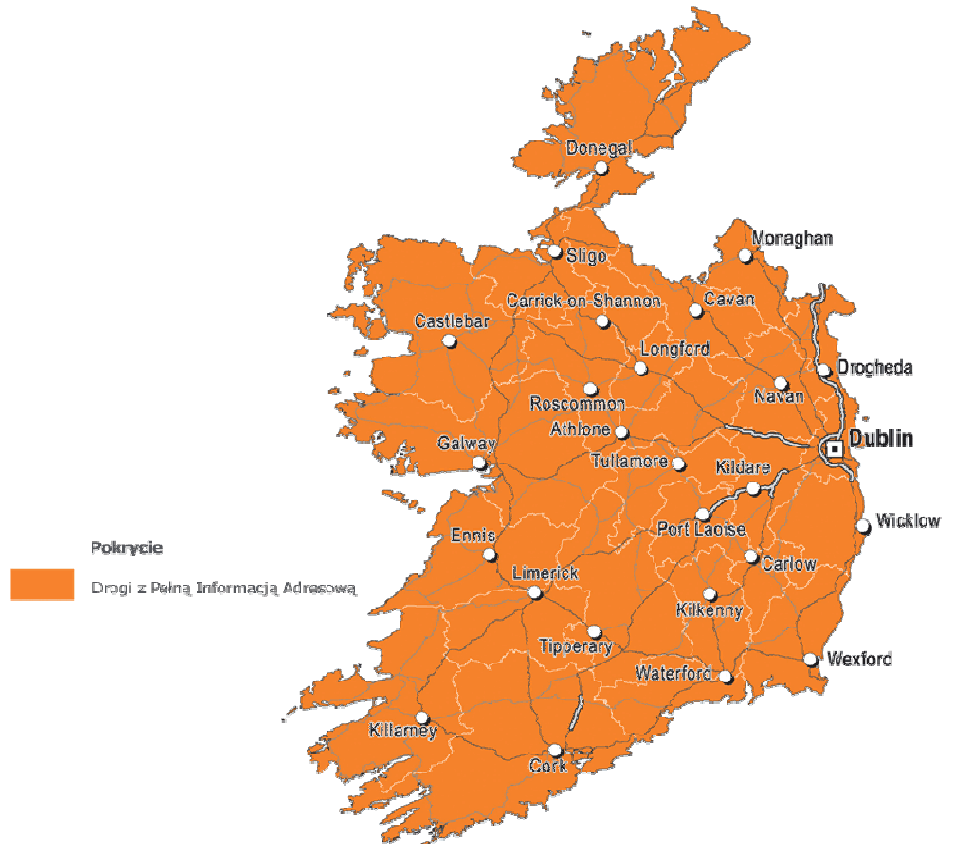 Donegal
Monaghan
Sligo
Carrick-on-Shannon
Cavan
Castlebar
Longford
Drogheda
Navan
Roscommon
Athlone
Dublin
Galway
Tullamore
Kildare
Port Laoise
Wicklow
Ennis
Pokrycie
Carlow
Limerick
Drogi z Pełną Informacją Adresową
Kilkenny
Tipperary
Wexford
Waterford
Killarney
Cork